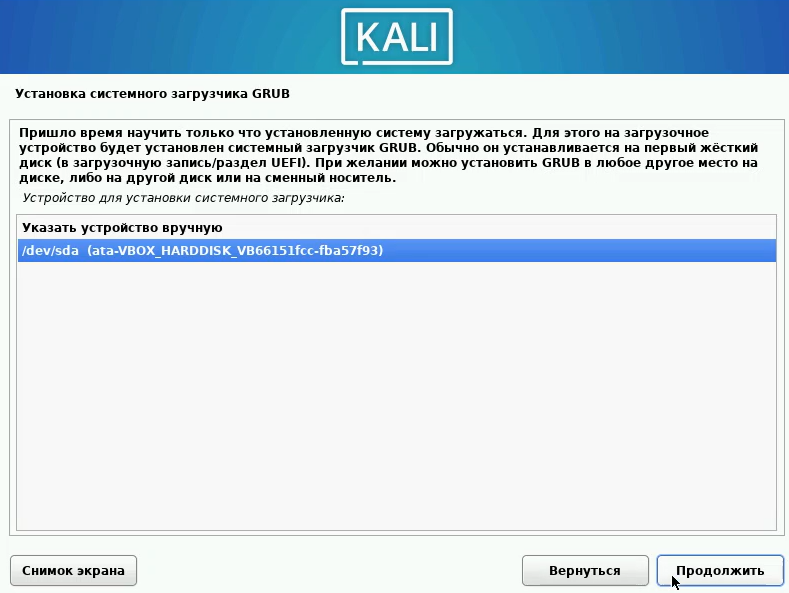 KALI
Установка системного загрузчика GRUB
Пришло время научить только что установленную систему загружаться. Для этого на загрузочное
устройство будет установлен системный загрузчик GRUB. Обычно он устанавливается на первый жёсткий
диск (в загрузочную запись/раздел UEFI). При желании можно установить GRUB в любое другое место на
диске, либо на другой диск или на сменный носитель.
Устройство для установки системного загрузчика:
Указать устройство вручную
/dev/sda (ata-VBOX_HARDDISK_VB66151fcc-fba57f93)
Снимок экрана
Вернуться
Продолжить